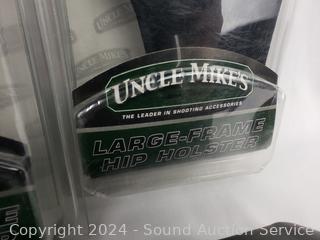 UNCLE MIKE'S
THE LEADER IN SHOOTING ACCESSORIES
LARGE-FRAME
HIP HOLSTER
Copyright 2024 - Sound Auction Service